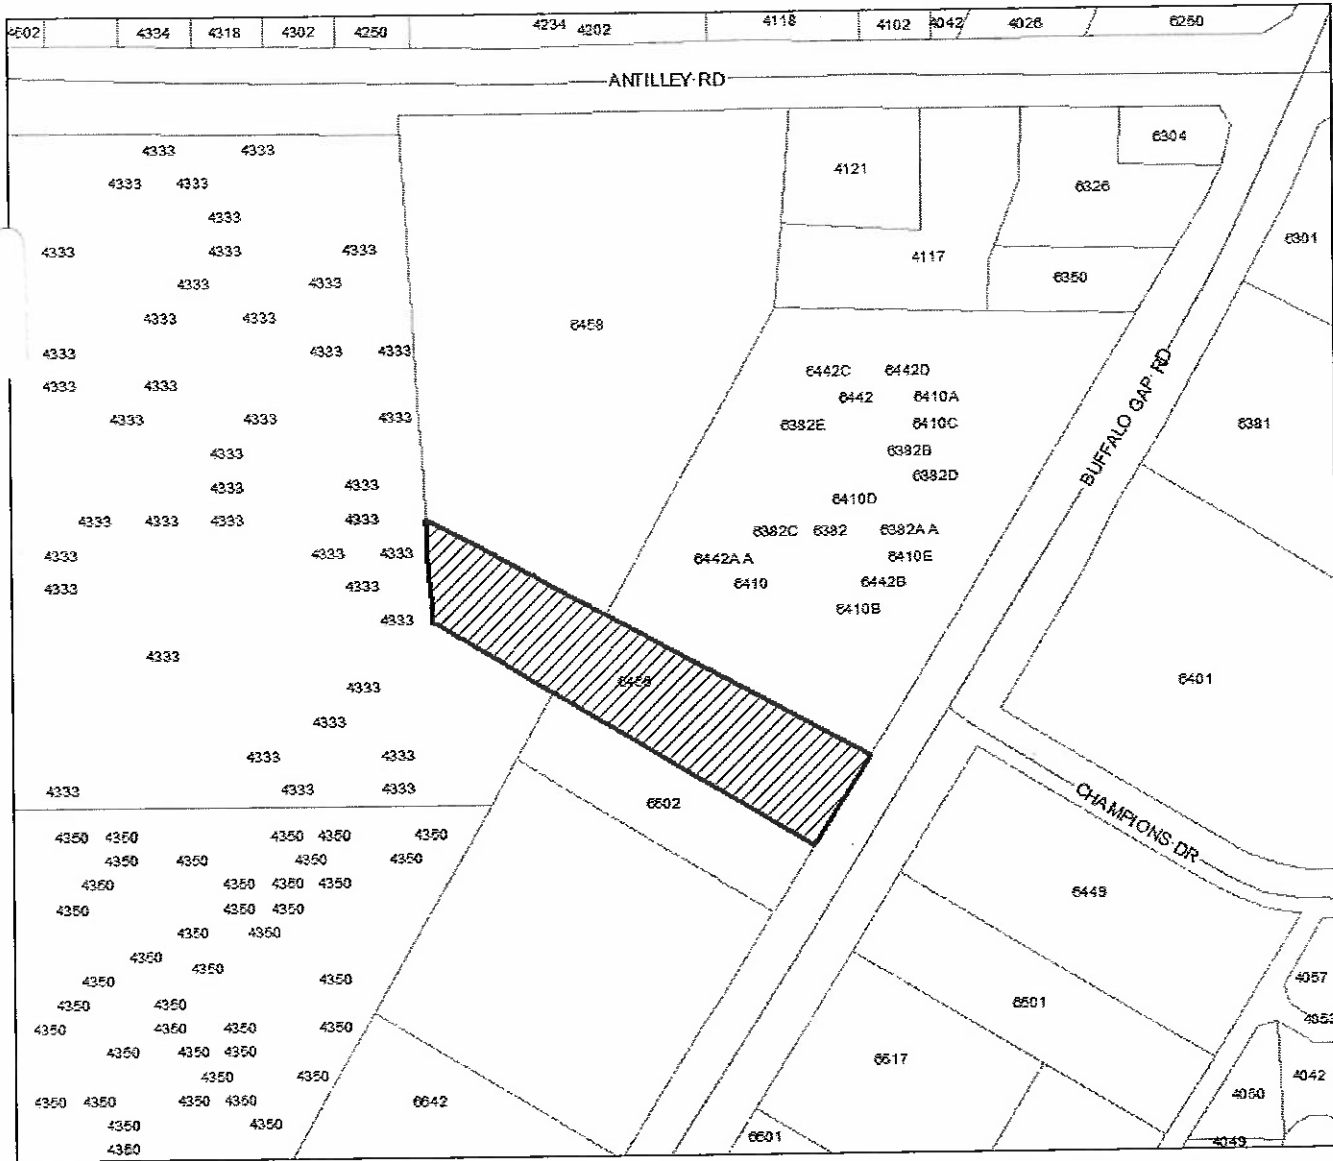 4602 4334 4318 4302 4250 4234 4202 4118 4102 4042 4026 6250
ANTILLEY RD
4333 4333 4121 6304
4333 4333 6326
4333
4333 4333 4333 4117 6301
4333 4333 6350
4333 4333 6458
4333 4333 4333
6442C 6442D
4333 4333 6442 6410A
BUFFALO GAP RD
4333 4333 4333 6382E 6410C 6381
4333 6382B
4333 4333 6382D
6410D
4333 4333 4333 4333 6382C 6382 6382AA
4333 4333 4333 6442AA 6410E
4333 4333 6410 6442B
4333 6410B
4333
4333 6401
4333
4333 4333
4333 4333 4333 6502
CHAMPIONS DR
4350 4350 4350 4350 4350
4350 4350 4350 4350
4350 4350 4350 4350 6449
4350 4350 4350
4350 4350
4350 4350
4350 4350 4057
4350 4350 6501
4350 4350 4350 4350
4350 4350 4350 6517
4350 4350 4042
4350 4350 4350 4350 6642 4050
4350 4350 6601 4049
4350